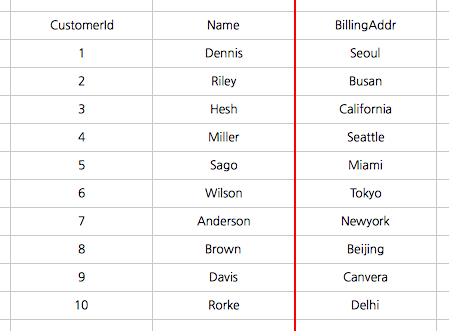 CustomerId Name BillingAddr
1 Dennis Seoul
2 Riley Busan
3 Hesh California
4 Miller Seattle
5 Sago Miami
6 Wilson Tokyo
7 Anderson Newyork
8 Brown Beijing
9 Davis Canvera
10 Rorke Delhi